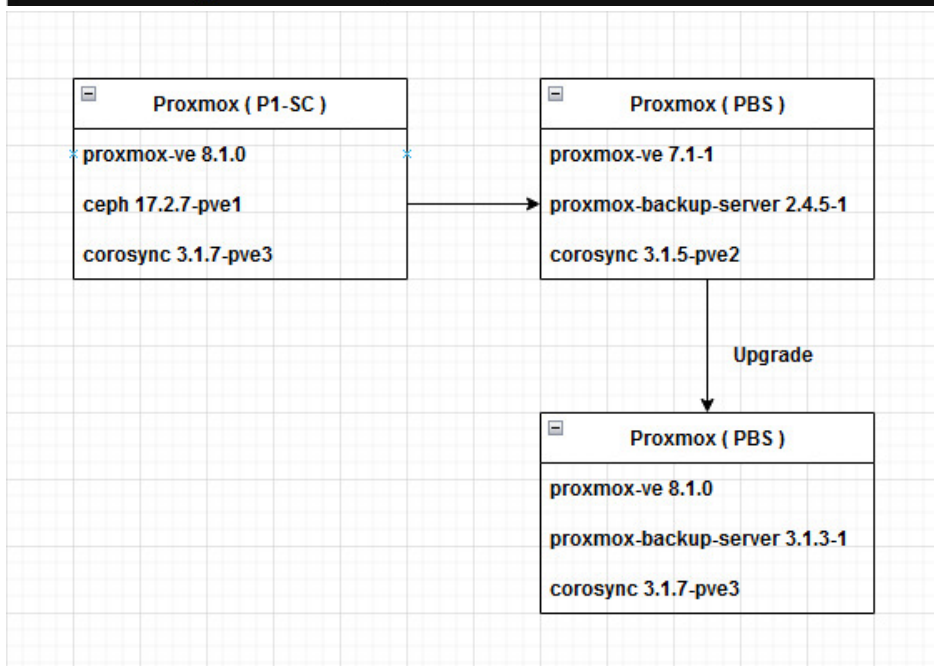 Proxmox ( P1-SC )
proxmox-ve 8.1.0
ceph 17.2.7-pve1
corosync 3.1.7-pve3
Proxmox ( PBS )
proxmox-ve 7.1-1
proxmox-backup-server 2.4.5-1
corosync 3.1.5-pve2
Upgrade
Proxmox ( PBS )
proxmox-ve 8.1.0
proxmox-backup-server 3.1.3-1
corosync 3.1.7-pve3